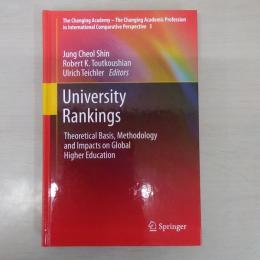 The Changing Academy – The Changing Academic Profession
in International Comparative Perspective 3
Jung Cheol Shin
Robert K. Toutkoushian
Ulrich Teichler Editors
University
Rankings
Theoretical Basis, Methodology
and Impacts on Global
Higher Education
Springer